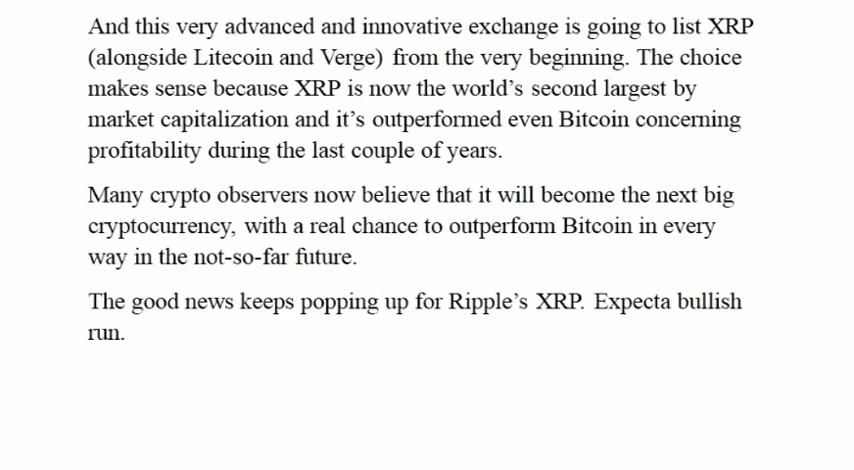 And this very advanced and innovative exchange is going to list XRP
(alongside Litecoin and Verge) from the very beginning. The choice
makes sense because XRP is now the world's second largest by
market capitalization and it's outperformed even Bitcoin concerning
profitability during the last couple of years.
Many crypto observers now believe that it will become the next big
cryptocurrency, with a real chance to outperform Bitcoin in every
way in the not-so-far future.
The good news keeps popping up for Ripple's XRP. Expecta bullish
run.